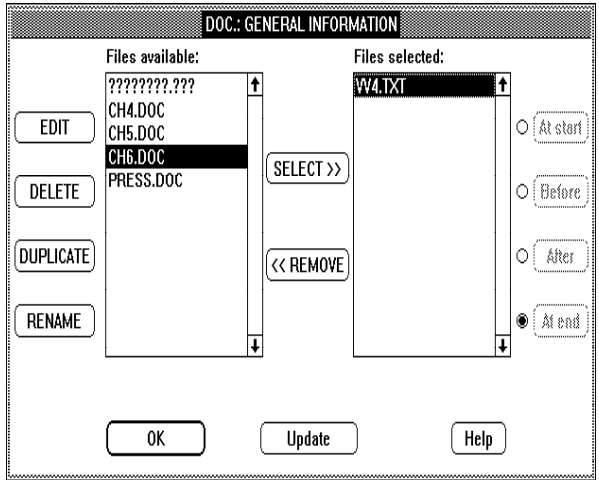 DOC.: GENERAL INFORMATION
Files available:
Files selected:
????????.???
CH4.DOC
CH5.DOC
CH6.DOC
PRESS.DOC
VV4.TXT
EDIT
DELETE
DUPLICATE
RENAME
SELECT >>
<< REMOVE
At start
Before
After
At end
OK
Update
Help